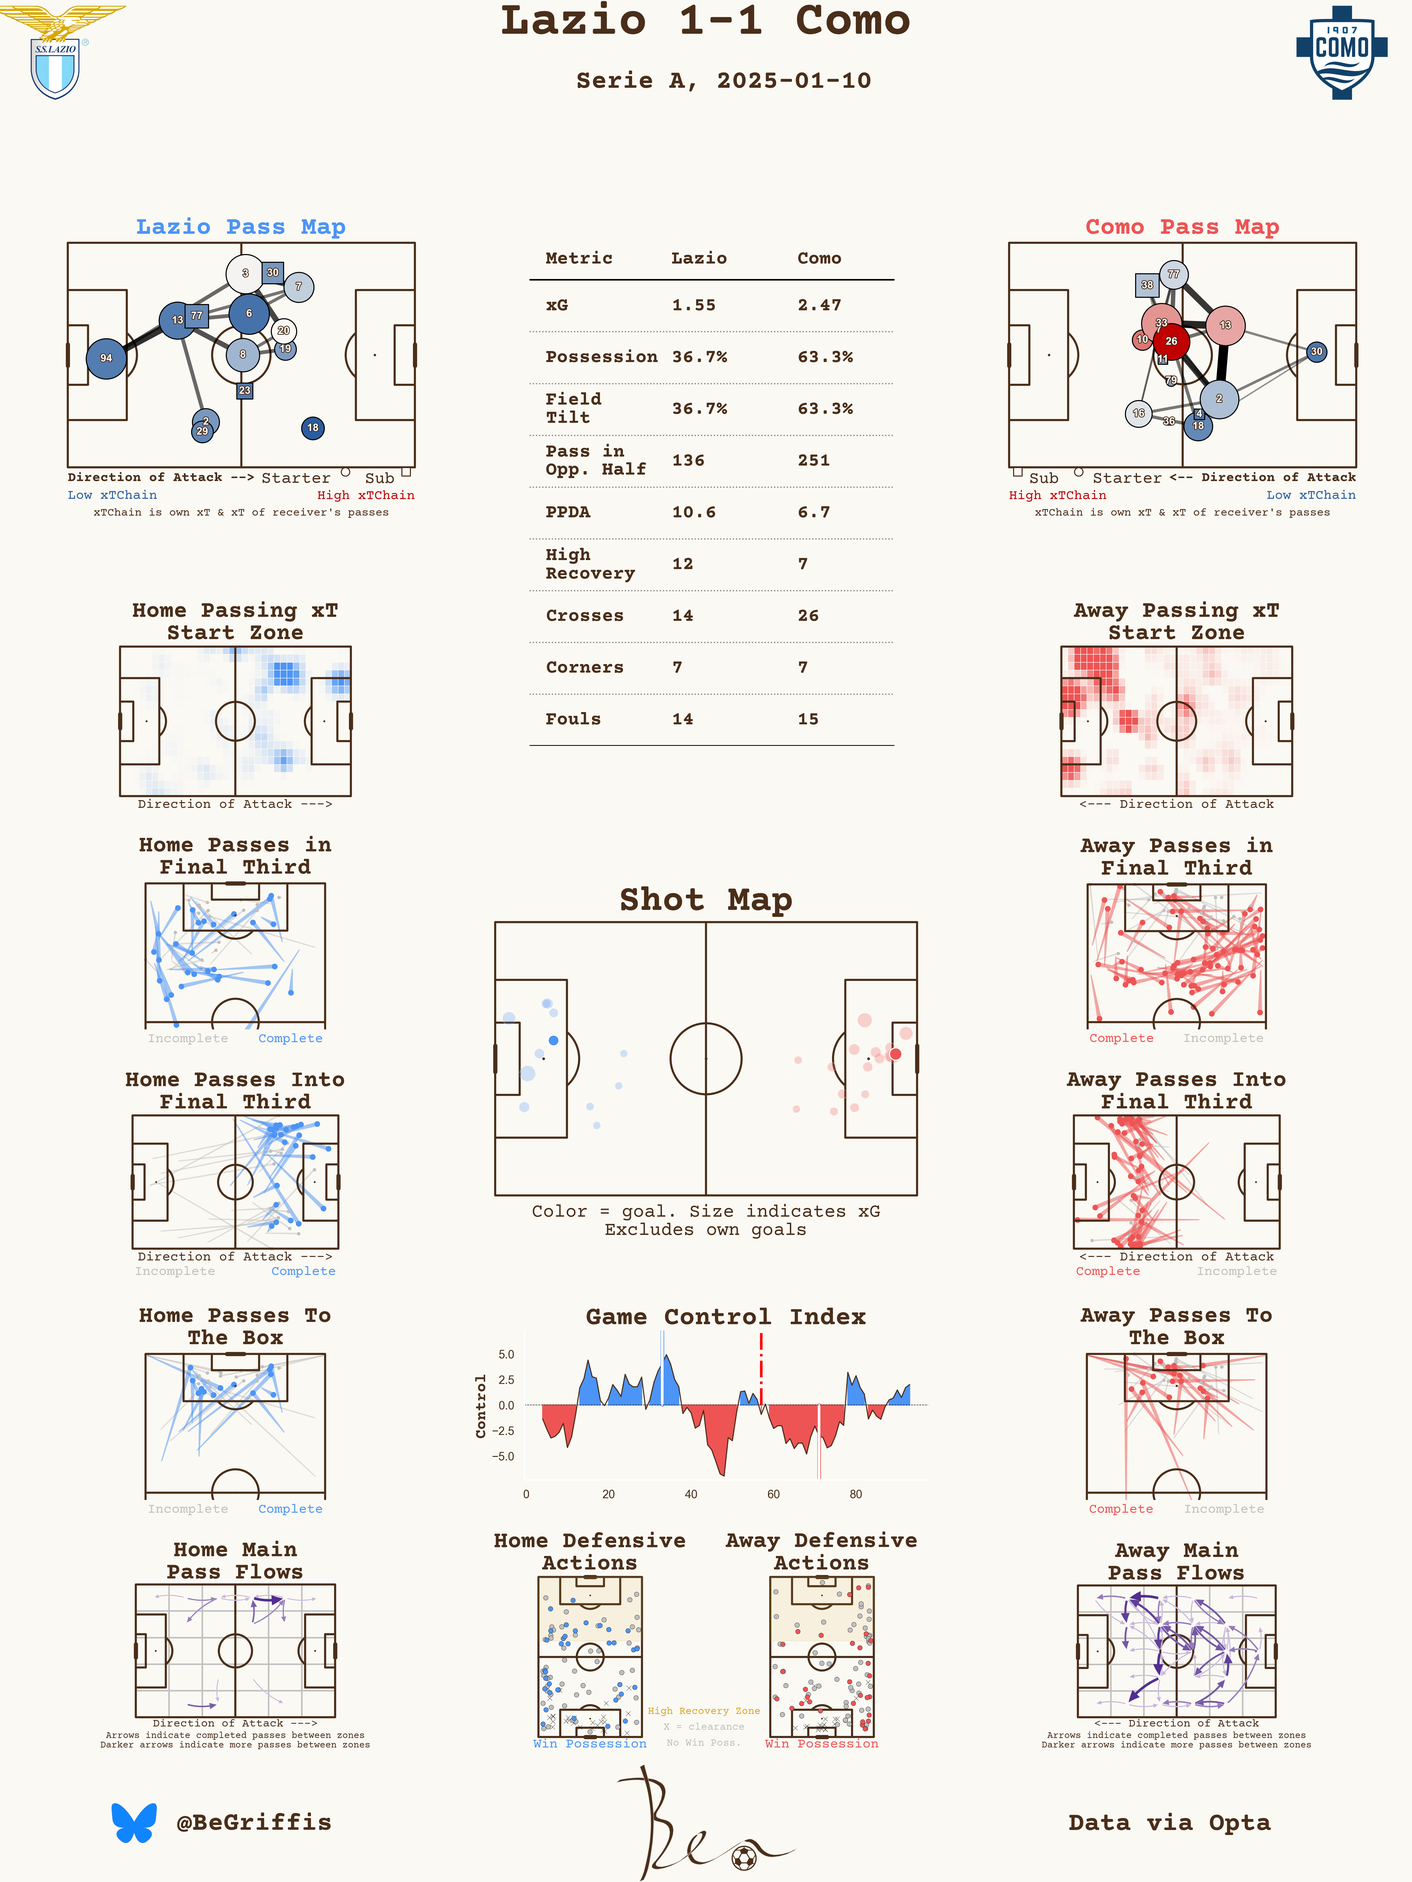 Lazio 1-1 Como
Serie A, 2025-01-10
S.S.LAZIO
®
1907
COMO
Lazio Pass Map
3
30
7
13
77
6
20
94
8
19
23
2
29
18
Direction of Attack --> Starter Sub
Low xTChain High xTChain
xTChain is own xT & xT of receiver's passes
Metric Lazio Como
xG 1.55 2.47
Possession 36.7% 63.3%
Field
Tilt 36.7% 63.3%
Pass in
Opp. Half 136 251
PPDA 10.6 6.7
High
Recovery 12 7
Crosses 14 26
Corners 7 7
Fouls 14 15
Como Pass Map
77
38
33
13
10
26
11
30
79
2
16
4
36
18
Sub Starter <-- Direction of Attack
High xTChain Low xTChain
xTChain is own xT & xT of receiver's passes
Home Passing xT
Start Zone
Direction of Attack --->
Away Passing xT
Start Zone
<--- Direction of Attack
Home Passes in
Final Third
Incomplete Complete
Away Passes in
Final Third
Complete Incomplete
Shot Map
Color = goal. Size indicates xG
Excludes own goals
Home Passes Into
Final Third
Direction of Attack --->
Incomplete Complete
Away Passes Into
Final Third
<--- Direction of Attack
Complete Incomplete
Home Passes To
The Box
Incomplete Complete
Game Control Index
Control
5.0
2.5
0.0
−2.5
−5.0
0 20 40 60 80
Away Passes To
The Box
Complete Incomplete
Home Main
Pass Flows
Direction of Attack --->
Arrows indicate completed passes between zones
Darker arrows indicate more passes between zones
Home Defensive
Actions
Win Possession
Away Defensive
Actions
Win Possession
High Recovery Zone
X = clearance
No Win Poss.
Away Main
Pass Flows
<--- Direction of Attack
Arrows indicate completed passes between zones
Darker arrows indicate more passes between zones
@BeGriffis
Ben
Data via Opta